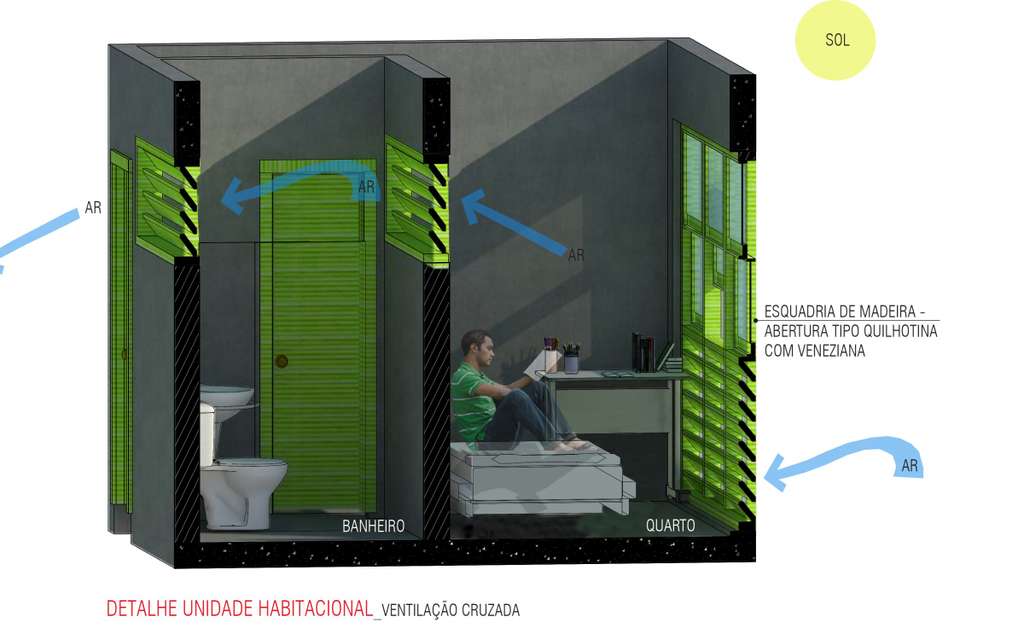 SOL
AR
AR
AR
ESQUADRIA DE MADEIRA -
ABERTURA TIPO QUILHOTINA
COM VENEZIANA
AR
BANHEIRO
QUARTO
DETALHE UNIDADE HABITACIONAL_VENTILAÇÃO CRUZADA